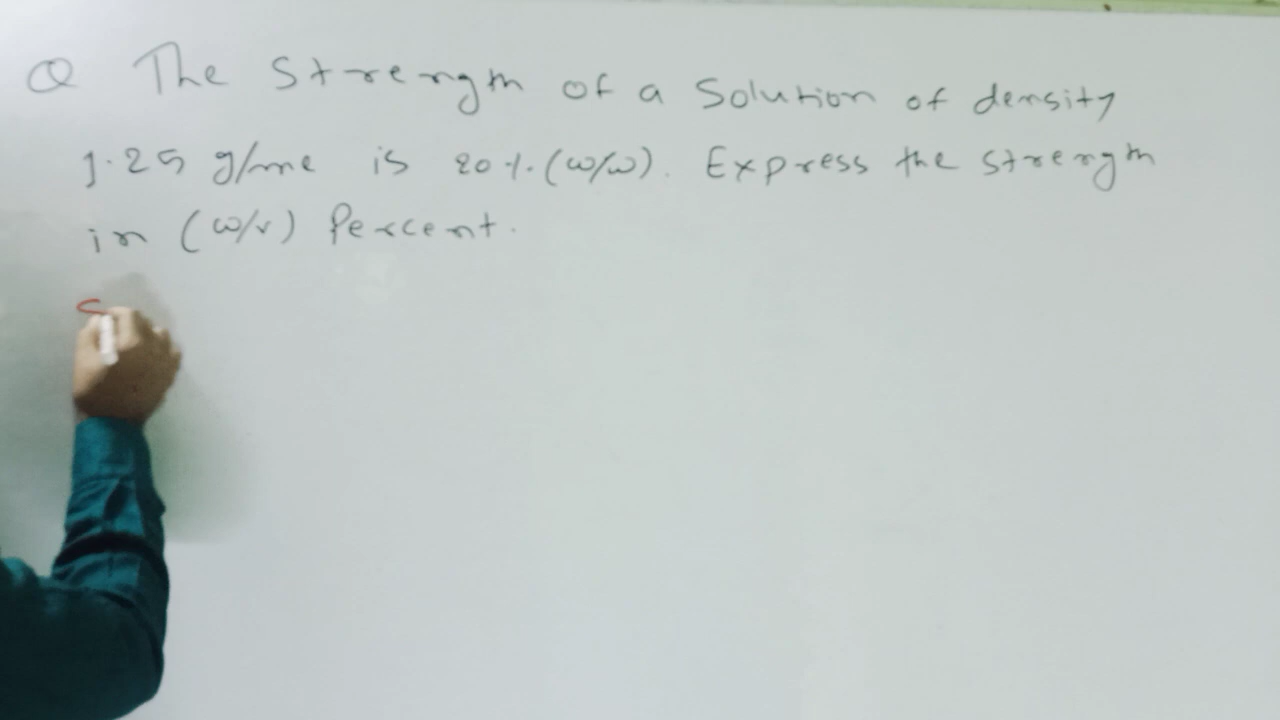 Q The Strength of a Solution of density
1.25 g/ml is 20%(w/w). Express the strength
in (w/v) Percent.
S